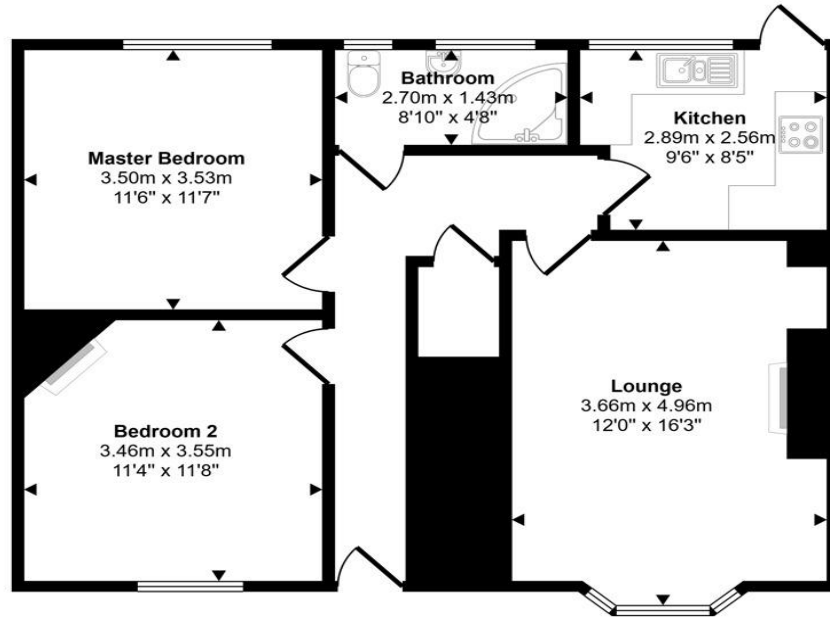 Bathroom
2.70m x 1.43m
8'10" x 4'8"
Kitchen
2.89m x 2.56m
9'6" x 8'5"
Master Bedroom
3.50m x 3.53m
11'6" x 11'7"
Lounge
3.66m x 4.96m
12'0" x 16'3"
Bedroom 2
3.46m x 3.55m
11'4" x 11'8"